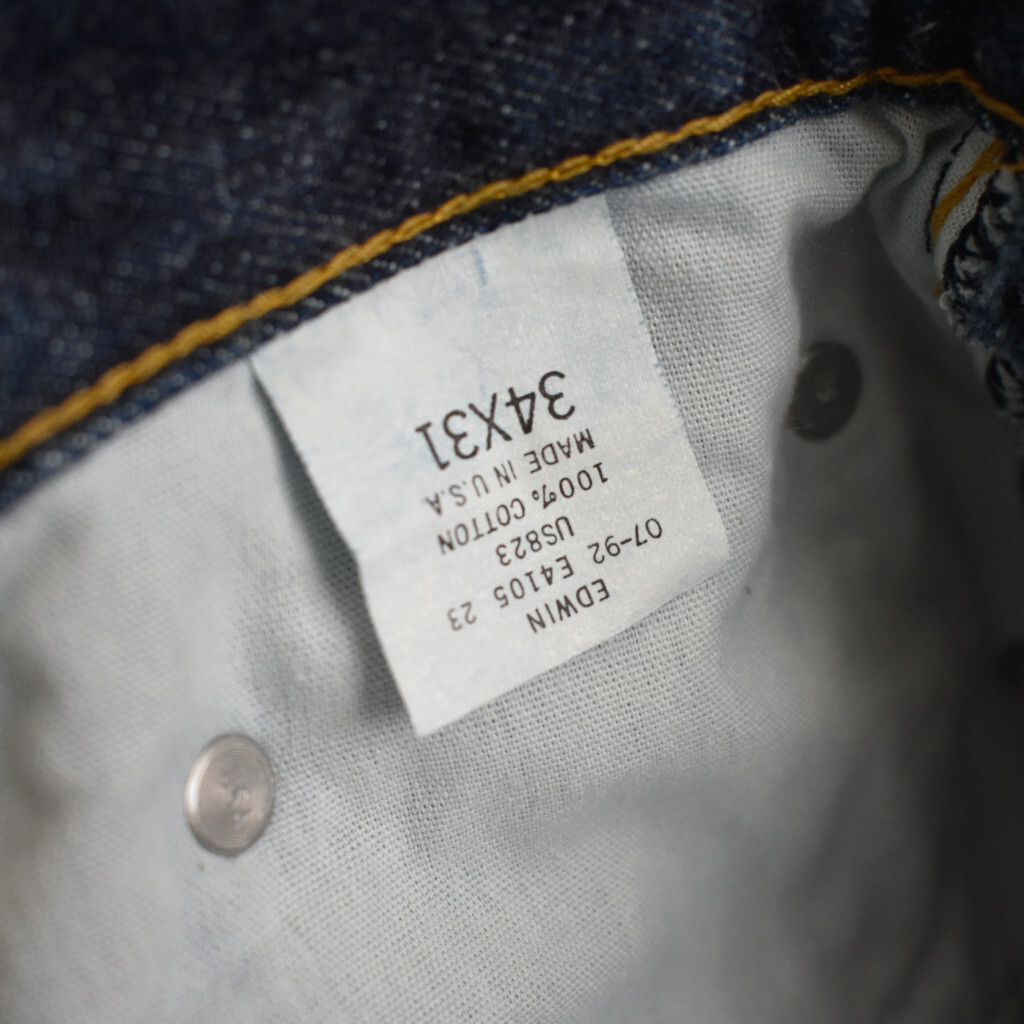 EDWIN
07-92 E4105 23
US823
100% COTTON
MADE IN U.S.A.
34X31